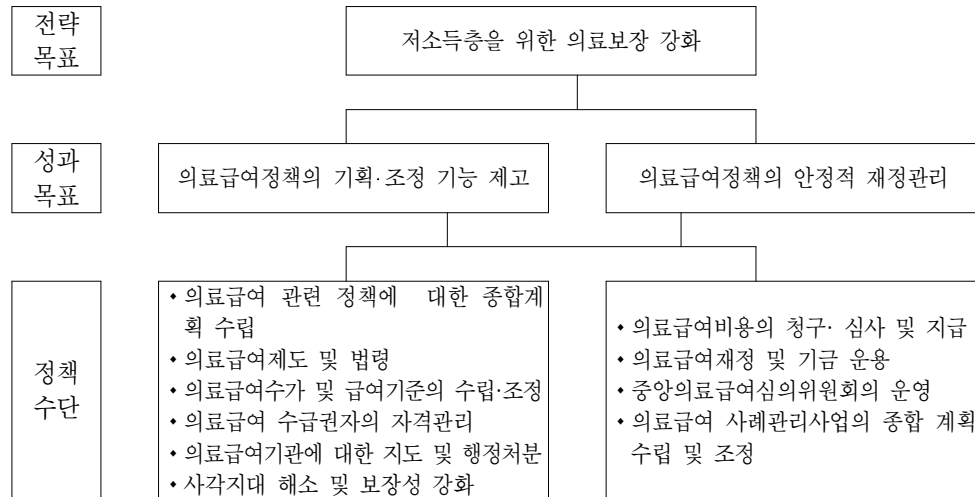 전략
목표
저소득층을 위한 의료보장 강화
성과
목표
의료급여정책의 기획·조정 기능 제고
의료급여정책의 안정적 재정관리
정책
수단
• 의료급여 관련 정책에 대한 종합계
획 수립
• 의료급여제도 및 법령
• 의료급여수가 및 급여기준의 수립·조정
• 의료급여 수급권자의 자격관리
• 의료급여기관에 대한 지도 및 행정처분
• 사각지대 해소 및 보장성 강화
• 의료급여비용의 청구· 심사 및 지급
• 의료급여재정 및 기금 운용
• 중앙의료급여심의위원회의 운영
• 의료급여 사례관리사업의 종합 계획
수립 및 조정